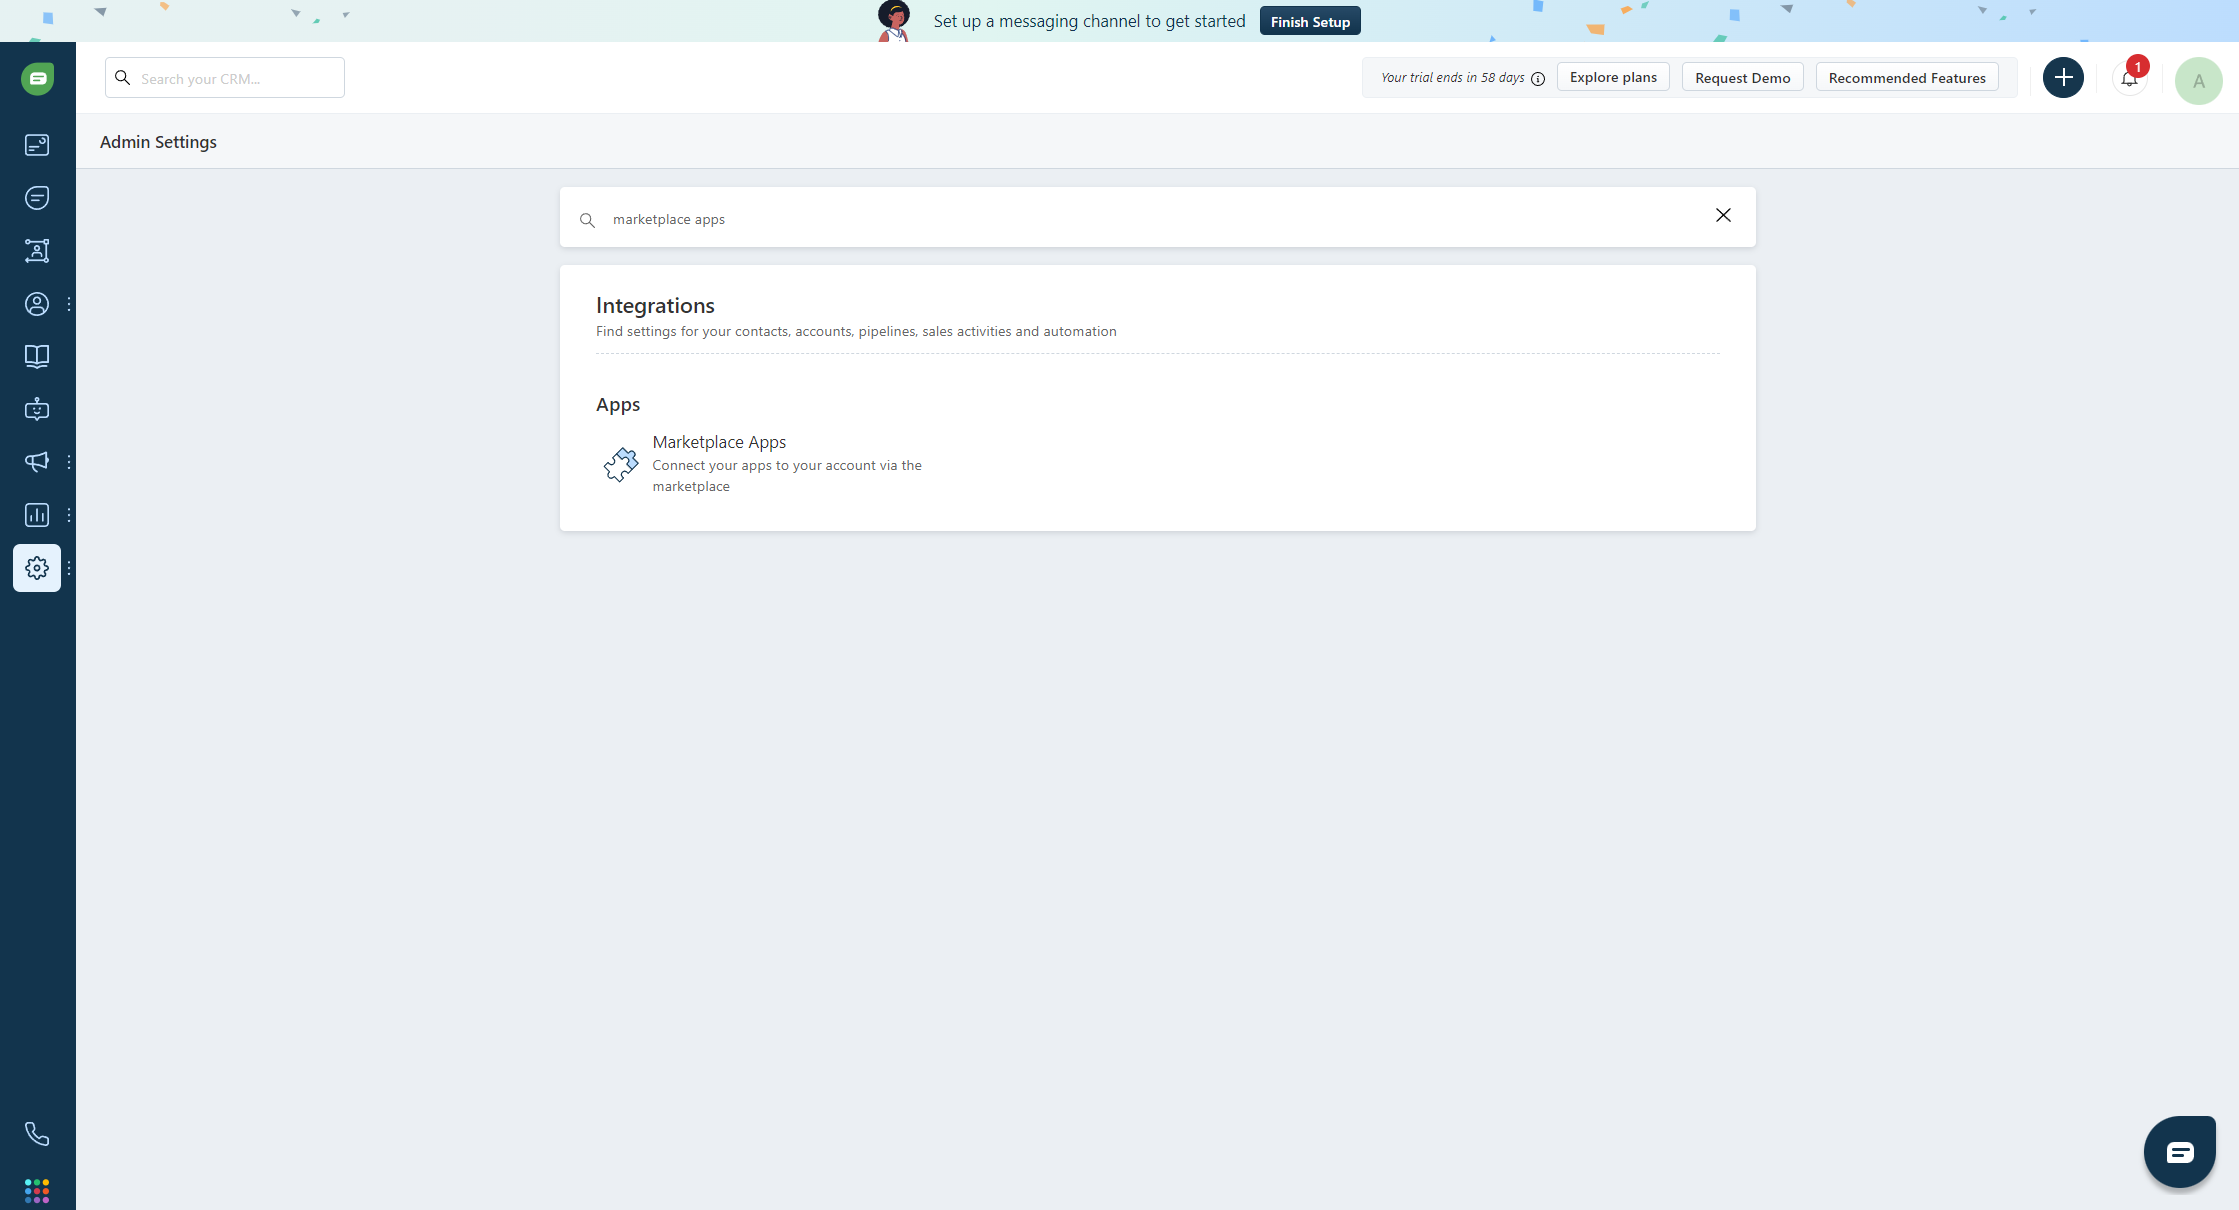 Set up a messaging channel to get started
Finish Setup
Search your CRM...
Your trial ends in 58 days
Explore plans
Request Demo
Recommended Features
1
A
Admin Settings
marketplace apps
Integrations
Find settings for your contacts, accounts, pipelines, sales activities and automation
Apps
Marketplace Apps
Connect your apps to your account via the
marketplace